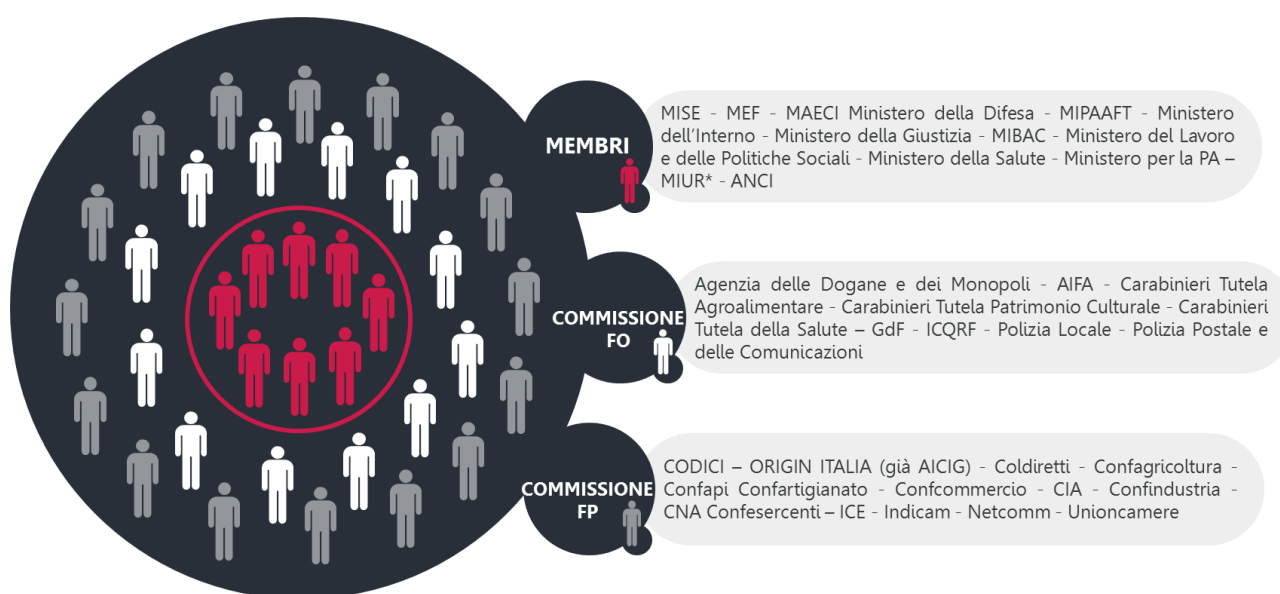 MEMBRI
MISE - MEF - MAECI Ministero della Difesa - MIPAAFT - Ministero
dell'Interno - Ministero della Giustizia - MIBAC - Ministero del Lavoro
e delle Politiche Sociali - Ministero della Salute - Ministero per la PA –
MIUR* - ANCI
COMMISSIONE
FO
Agenzia delle Dogane e dei Monopoli - AIFA - Carabinieri Tutela
Agroalimentare - Carabinieri Tutela Patrimonio Culturale - Carabinieri
Tutela della Salute – GdF - ICQRF - Polizia Locale - Polizia Postale e
delle Comunicazioni
COMMISSIONE
FP
CODICI – ORIGIN ITALIA (già AICIG) - Coldiretti - Confagricoltura -
Confapi Confartigianato - Confcommercio - CIA - Confindustria -
CNA Confesercenti – ICE - Indicam - Netcomm - Unioncamere